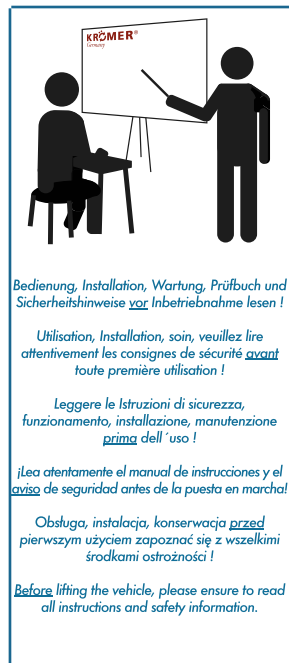 KRÖMER®
Germany
Bedienung, Installation, Wartung, Prüfbuch und
Sicherheitshinweise vor Inbetriebnahme lesen !
Utilisation, Installation, soin, veuillez lire
attentivement les consignes de sécurité avant
toute première utilisation !
Leggere le Istruzioni di sicurezza,
funzionamento, installazione, manutenzione
prima dell´uso !
¡Lea atentamente el manual de instrucciones y el
aviso de seguridad antes de la puesta en marcha!
Obsługa, instalacja, konserwacja przed
pierwszym użyciem zapoznać się z wszelkimi
środkami ostrożności !
Before lifting the vehicle, please ensure to read
all instructions and safety information.